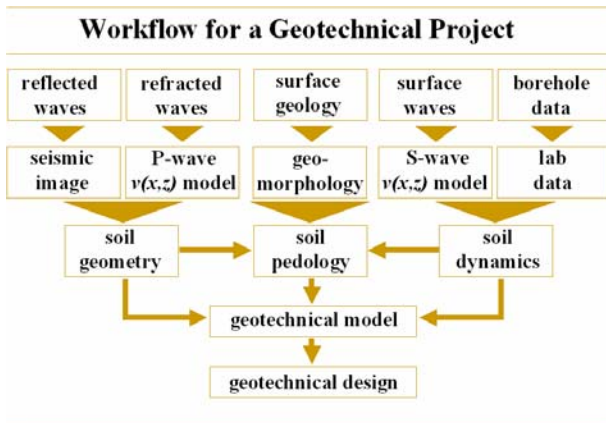 Workflow for a Geotechnical Project
reflected
waves
refracted
waves
surface
geology
surface
waves
borehole
data
seismic
image
P-wave
v(x,z) model
geo-
morphology
S-wave
v(x,z) model
lab
data
soil
geometry
soil
pedology
soil
dynamics
geotechnical model
geotechnical design